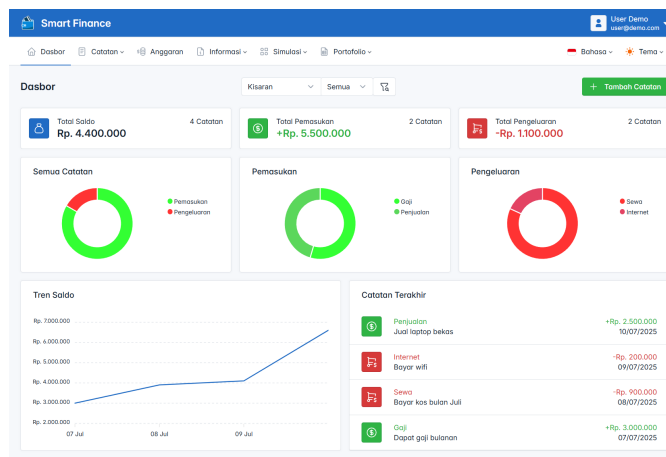 Smart Finance
User Demo
user@demo.com
Dasbor
Catatan
Anggaran
Informasi
Simulasi
Portofolio
Bahasa
Tema
Dasbor
Kisaran
Semua
+ Tambah Catatan
Total Saldo
4 Catatan
Rp. 4.400.000
Total Pemasukan
2 Catatan
+Rp. 5.500.000
Total Pengeluaran
2 Catatan
-Rp. 1.100.000
Semua Catatan
Pemasukan
Pengeluaran
Pemasukan
Gaji
Penjualan
Pengeluaran
Sewa
Internet
Tren Saldo
Rp. 7.000.000
Rp. 6.000.000
Rp. 5.000.000
Rp. 4.000.000
Rp. 3.000.000
Rp. 2.000.000
07 Jul
08 Jul
09 Jul
Catatan Terakhir
Penjualan
+Rp. 2.500.000
Jual laptop bekas
10/07/2025
Internet
-Rp. 200.000
Bayar wifi
09/07/2025
Sewa
-Rp. 900.000
Bayar kos bulan Juli
08/07/2025
Gaji
+Rp. 3.000.000
Dapat gaji bulanan
07/07/2025